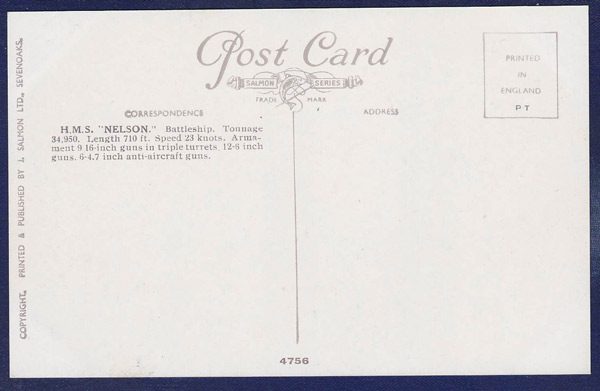 Post Card
SALMON SERIES
TRADE MARK
PRINTED
IN
ENGLAND
PT
CORRESPONDENCE
ADDRESS
H.M.S. "NELSON." Battleship. Tonnage
34,950. Length 710 ft. Speed 23 knots. Arma-
ment 9 16-inch guns in triple turrets. 12-6 inch
guns. 6-4.7 inch anti-aircraft guns.
COPYRIGHT. PRINTED & PUBLISHED BY J. SALMON LTD., SEVENOAKS.
4756